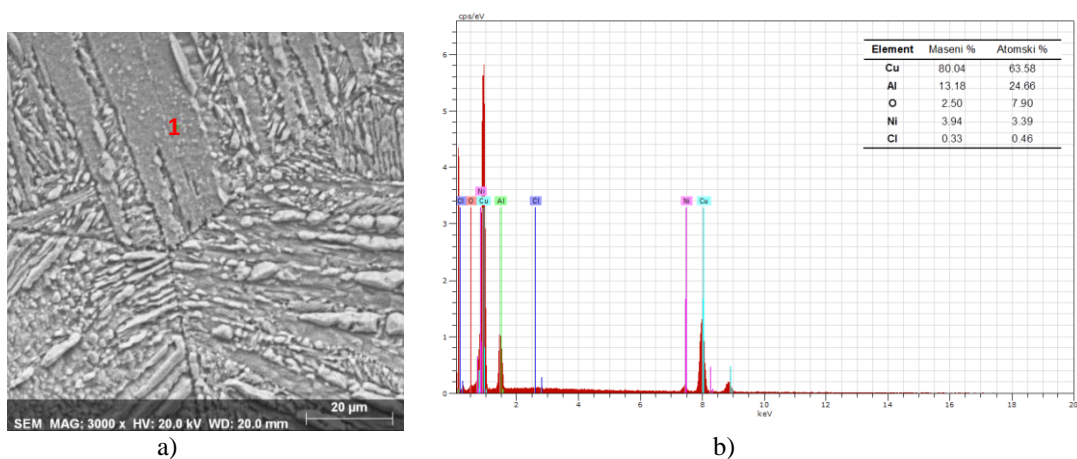 1
SEM MAG: 3000 x HV: 20.0 kV WD: 20.0 mm
20 µm
a)
cps/eV
6
5
4
3
2
1
0
Ni
Cl O Cu Al Cl Ni Cu
2 4 6 8 10 12 14 16 18 20
keV
Element Maseni % Atomski %
Cu 80.04 63.58
Al 13.18 24.66
O 2.50 7.90
Ni 3.94 3.39
Cl 0.33 0.46
b)